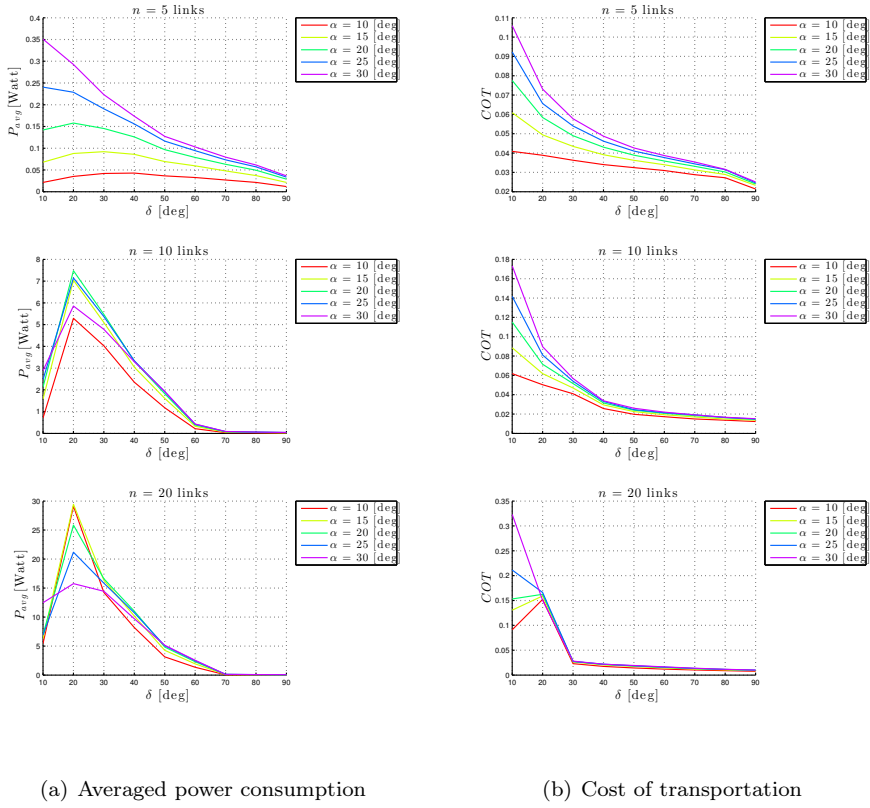 n = 5 links
0.4
0.35
0.3
0.25
0.2
0.15
0.1
0.05
0
P_avg [Watt]
10 20 30 40 50 60 70 80 90
δ [deg]
α = 10 [deg]
α = 15 [deg]
α = 20 [deg]
α = 25 [deg]
α = 30 [deg]
n = 5 links
0.11
0.1
0.09
0.08
0.07
0.06
0.05
0.04
0.03
0.02
COT
10 20 30 40 50 60 70 80 90
δ [deg]
α = 10 [deg]
α = 15 [deg]
α = 20 [deg]
α = 25 [deg]
α = 30 [deg]
n = 10 links
8
7
6
5
4
3
2
1
0
P_avg [Watt]
10 20 30 40 50 60 70 80 90
δ [deg]
α = 10 [deg]
α = 15 [deg]
α = 20 [deg]
α = 25 [deg]
α = 30 [deg]
n = 10 links
0.18
0.16
0.14
0.12
0.1
0.08
0.06
0.04
0.02
0
COT
10 20 30 40 50 60 70 80 90
δ [deg]
α = 10 [deg]
α = 15 [deg]
α = 20 [deg]
α = 25 [deg]
α = 30 [deg]
n = 20 links
30
25
20
15
10
5
0
P_avg [Watt]
10 20 30 40 50 60 70 80 90
δ [deg]
α = 10 [deg]
α = 15 [deg]
α = 20 [deg]
α = 25 [deg]
α = 30 [deg]
n = 20 links
0.35
0.3
0.25
0.2
0.15
0.1
0.05
0
COT
10 20 30 40 50 60 70 80 90
δ [deg]
α = 10 [deg]
α = 15 [deg]
α = 20 [deg]
α = 25 [deg]
α = 30 [deg]
(a) Averaged power consumption
(b) Cost of transportation